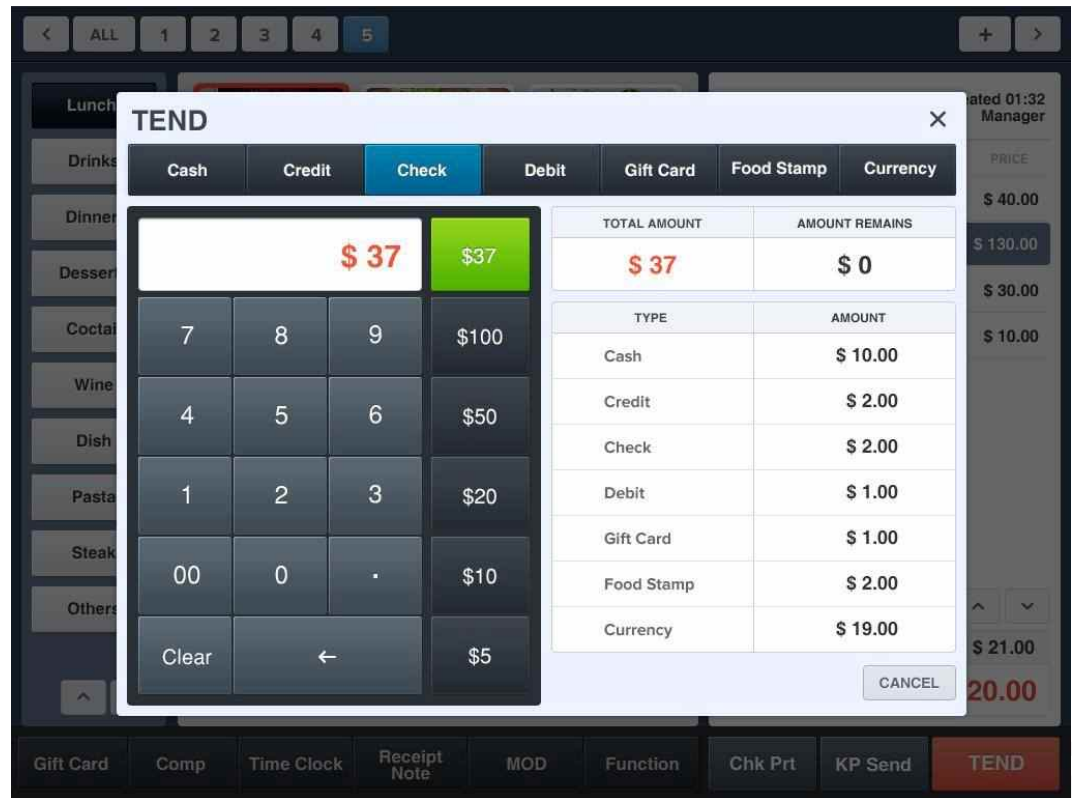 ALL 1 2 3 4 5 +
Lunch
ated 01:32
Manager
TEND
Drinks
PRICE
Cash Credit Check Debit Gift Card Food Stamp Currency
$ 40.00
Dinner
$ 37 $37
TOTAL AMOUNT AMOUNT REMAINS
$ 130.00
$ 37 $ 0
Dessert
$ 30.00
TYPE AMOUNT
Coctai
7 8 9 $100
$ 10.00
Cash $ 10.00
Wine
Credit $ 2.00
4 5 6 $50
Dish
Check $ 2.00
Pasta
1 2 3 $20
Debit $ 1.00
Steak
Gift Card $ 1.00
00 0 . $10
Food Stamp $ 2.00
Others
Currency $ 19.00
Clear ← $5
$ 21.00
CANCEL
20.00
Gift Card Comp Time Clock Receipt Note MOD Function Chk Prt KP Send TEND